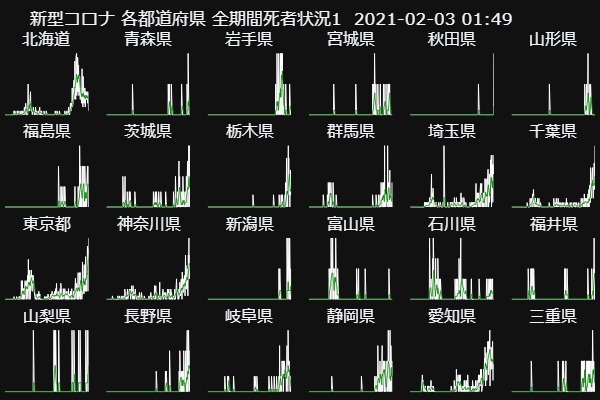 新型コロナ 各都道府県 全期間死者状況1 2021-02-03 01:49
北海道 青森県 岩手県 宮城県 秋田県 山形県
福島県 茨城県 栃木県 群馬県 埼玉県 千葉県
東京都 神奈川県 新潟県 富山県 石川県 福井県
山梨県 長野県 岐阜県 静岡県 愛知県 三重県